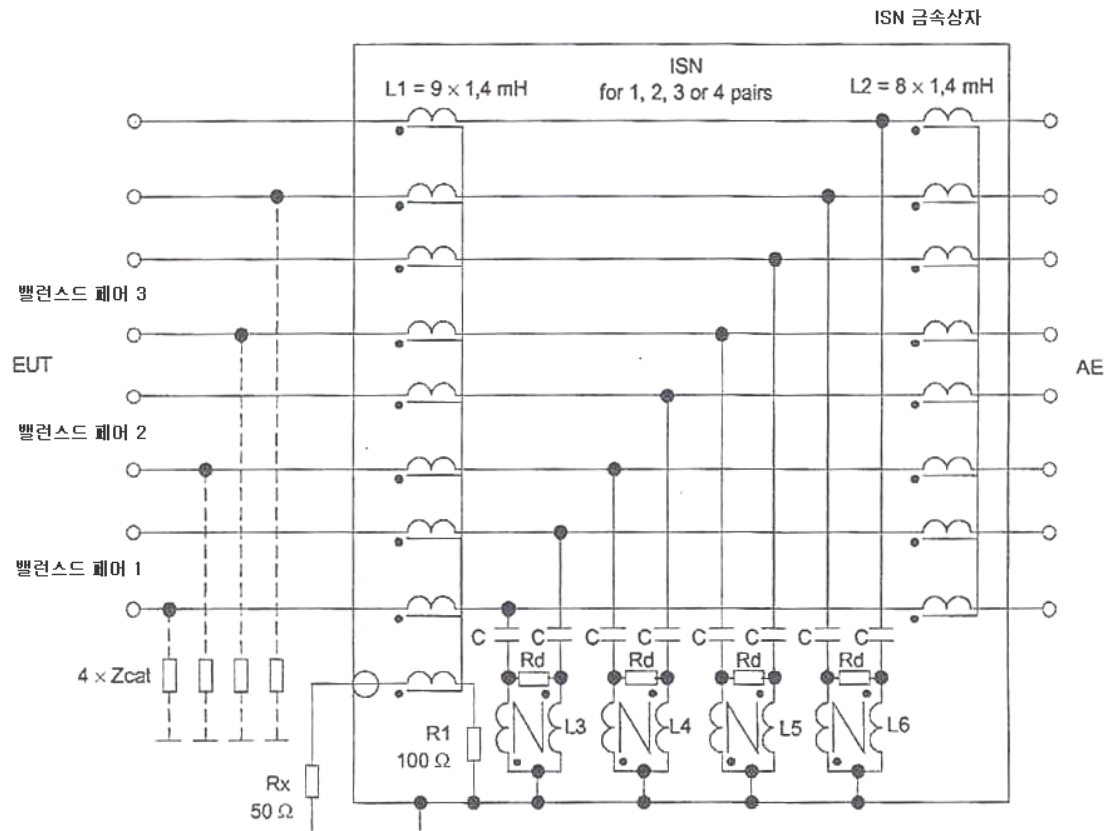 ISN 금속상자
ISN
for 1, 2, 3 or 4 pairs
L1 = 9 × 1,4 mH
L2 = 8 × 1,4 mH
밸런스드 페어 3
EUT
AE
밸런스드 페어 2
밸런스드 페어 1
C C C C C C C C
Rd Rd Rd Rd
4 × Zcat
L3 L4 L5 L6
R1
100 Ω
Rx
50 Ω